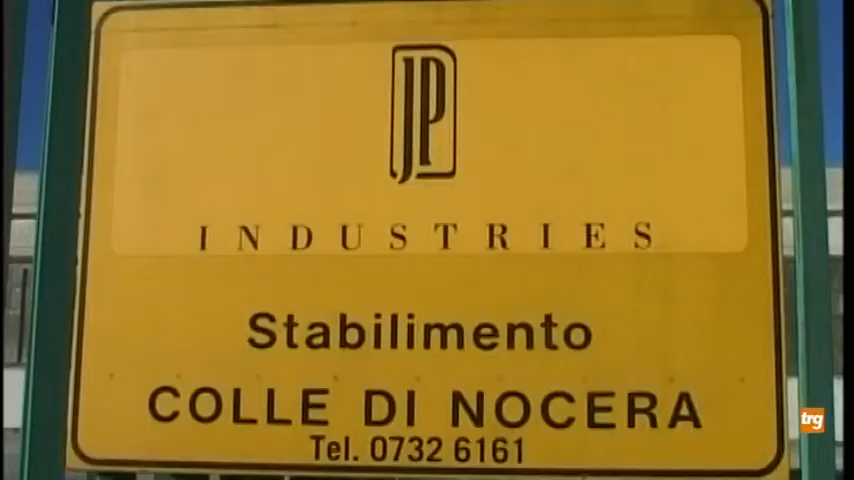 JP
INDUSTRIES
Stabilimento
COLLE DI NOCERA
Tel. 0732 6161
trg